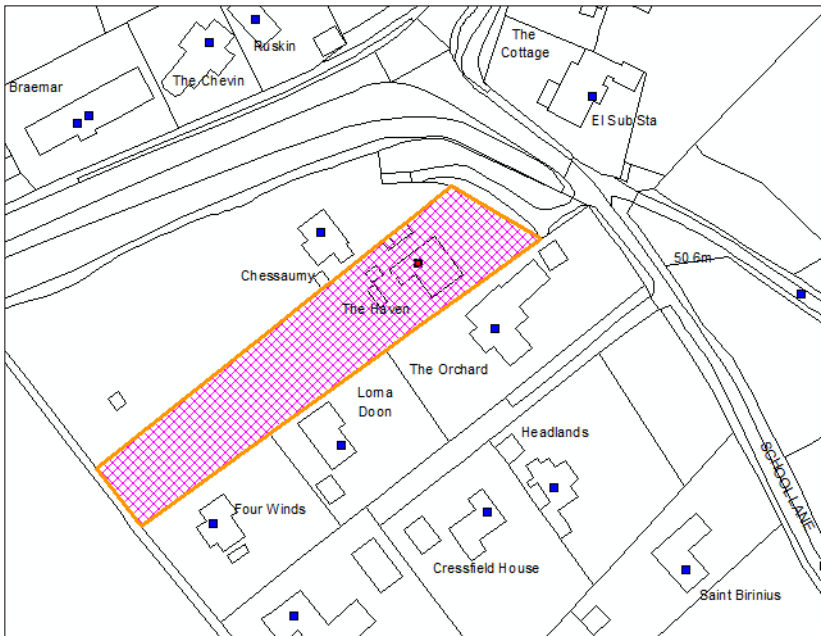 The
Cottage
Ruskin
The Chevin
Braemar
El Sub Sta
50.6m
Chessaumy
The Haven
The Orchard
Lorna
Doon
Headlands
SCHOOL LANE
Four Winds
Cressfield House
Saint Birinius